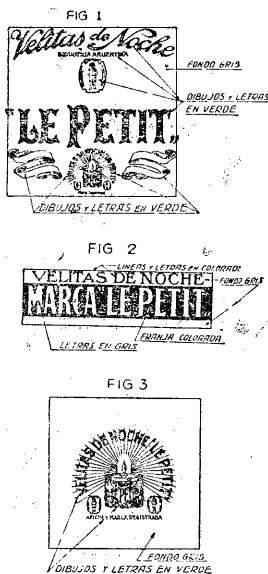 FIG 1
Velitas de Noche
INDUSTRIA ARGENTINA
FONDO GRIS
DIBUJOS Y LETRAS
EN VERDE
"LE PETIT"
DIBUJOS Y LETRAS EN VERDE
FIG 2
LINEAS Y LETRAS EN COLORADO
VELITAS DE NOCHE-
FONDO GRIS
MARCA LE PETIT
LETRAS EN GRIS
FRANJA COLORADA
FIG 3
VELITAS DE NOCHE LE PETIT
MARCA REGISTRADA
FONDO GRIS
DIBUJOS Y LETRAS EN VERDE